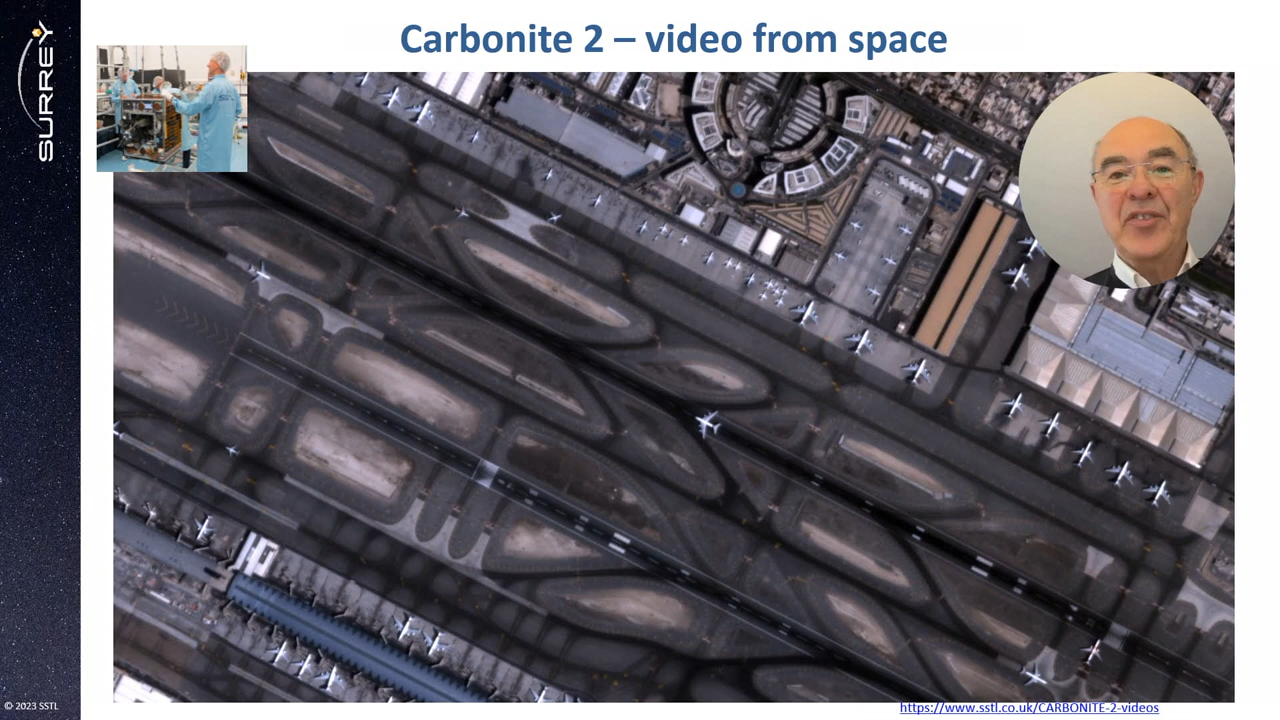 Carbonite 2 – video from space
SURREY
© 2023 SSTL
https://www.sstl.co.uk/CARBONITE-2-videos